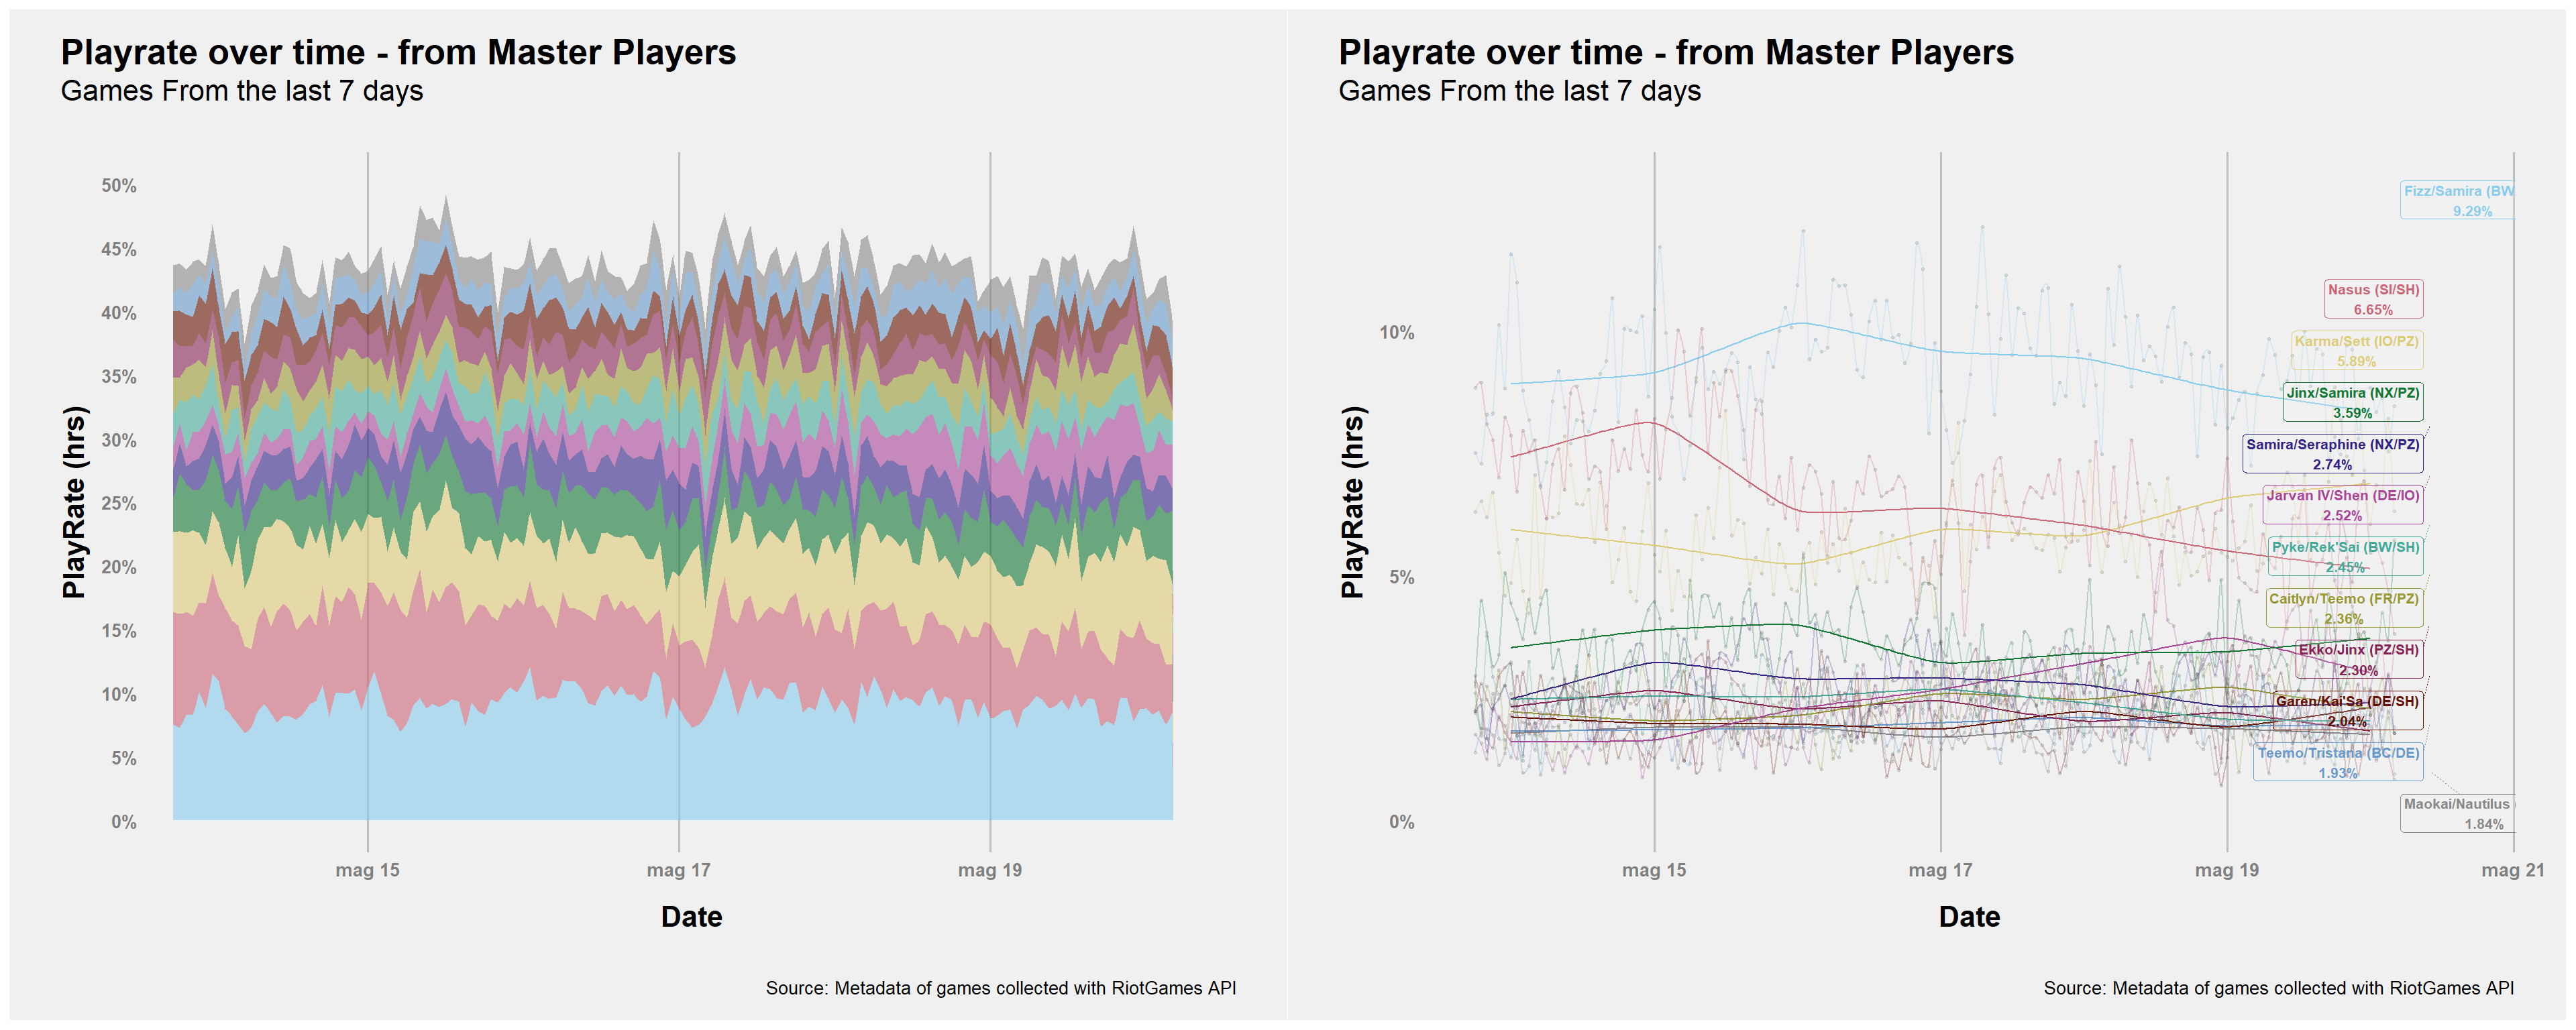 Playrate over time - from Master Players
Games From the last 7 days
50%
45%
40%
35%
30%
25%
20%
15%
10%
5%
0%
PlayRate (hrs)
mag 15
mag 17
mag 19
Date
Source: Metadata of games collected with RiotGames API
Playrate over time - from Master Players
Games From the last 7 days
10%
5%
0%
PlayRate (hrs)
Fizz/Samira (BW
9.29%
Nasus (SI/SH)
6.65%
Karma/Sett (IO/PZ)
5.89%
Jinx/Samira (NX/PZ)
3.59%
Samira/Seraphine (NX/PZ)
2.74%
Jarvan IV/Shen (DE/IO)
2.52%
Pyke/Rek'Sai (BW/SH)
2.45%
Caitlyn/Teemo (FR/PZ)
2.36%
Ekko/Jinx (PZ/SH)
2.30%
Garen/Kai'Sa (DE/SH)
2.04%
Teemo/Tristana (BC/DE)
1.93%
Maokai/Nautilus
1.84%
mag 15
mag 17
mag 19
mag 21
Date
Source: Metadata of games collected with RiotGames API